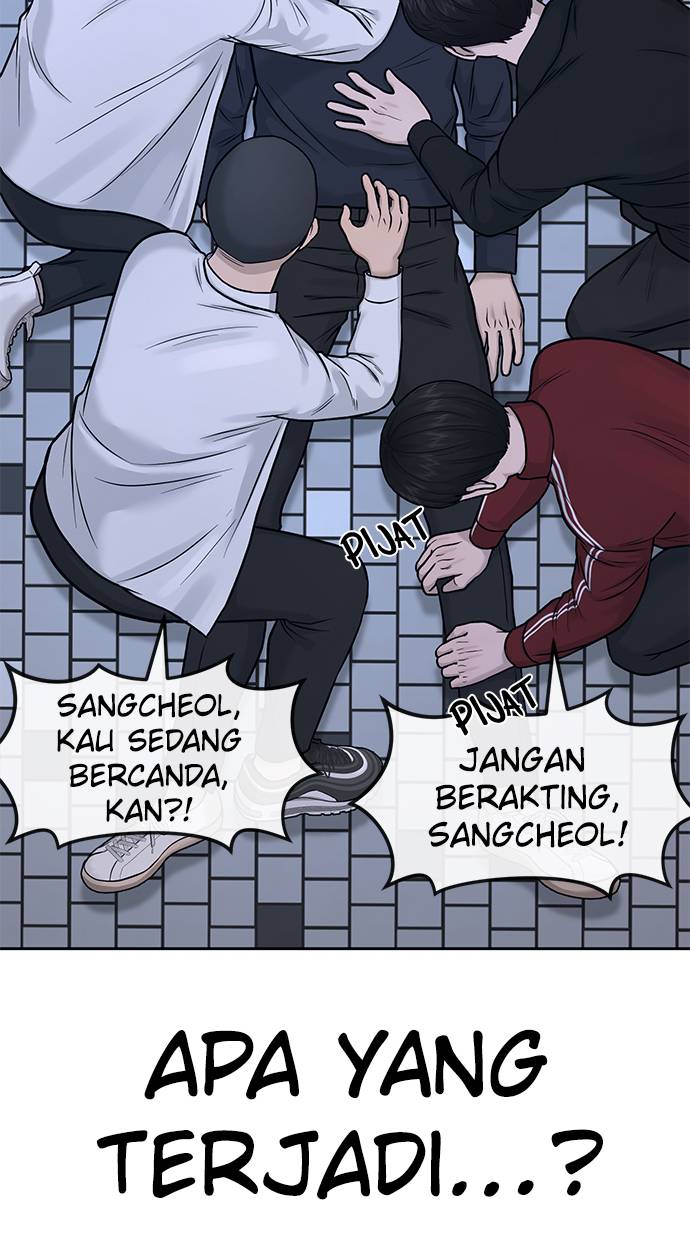 PIJAT
PIJAT
SANGCHEOL,
KAU SEDANG
BERCANDA,
KAN?!
JANGAN
BERAKTING,
SANGCHEOL!
APA YANG
TERJADI...?